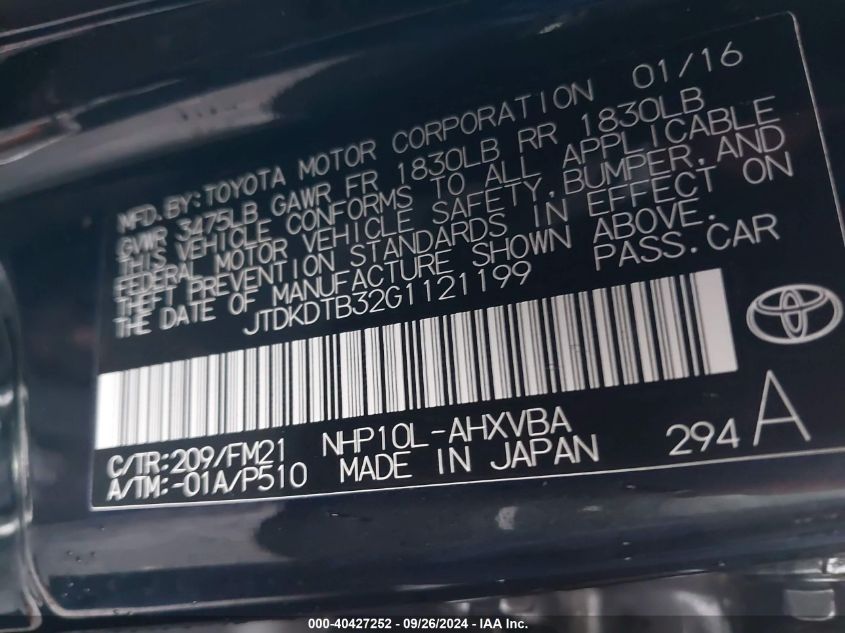 MFD.BY:TOYOTA MOTOR CORPORATION 01/16
GVWR 3475LB GAWR FR 1830LB RR 1830LB
THIS VEHICLE CONFORMS TO ALL APPLICABLE
FEDERAL MOTOR VEHICLE SAFETY,BUMPER,AND
THEFT PREVENTION STANDARDS IN EFFECT ON
THE DATE OF MANUFACTURE SHOWN ABOVE.
JTDKDTB32G1121199 PASS.CAR
C/TR:209/FM21 NHP10L-AHXVBA
A/TM:-01A/P510 MADE IN JAPAN 294 A
000-40427252 - 09/26/2024 - IAA Inc.